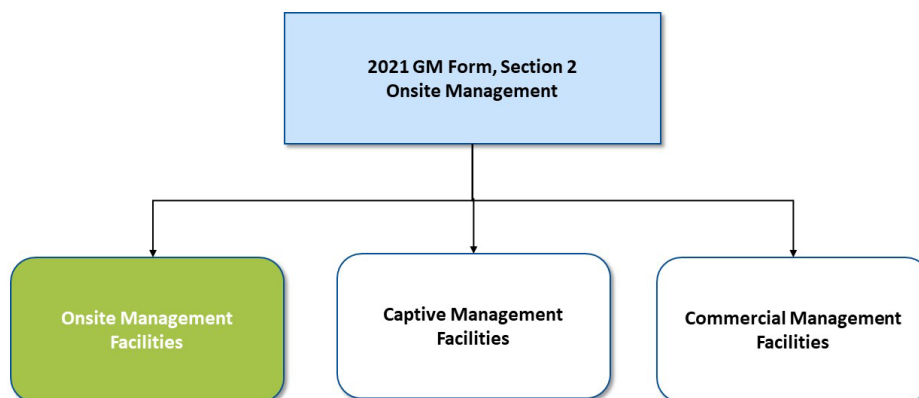 2021 GM Form, Section 2
Onsite Management
Onsite Management
Facilities
Captive Management
Facilities
Commercial Management
Facilities